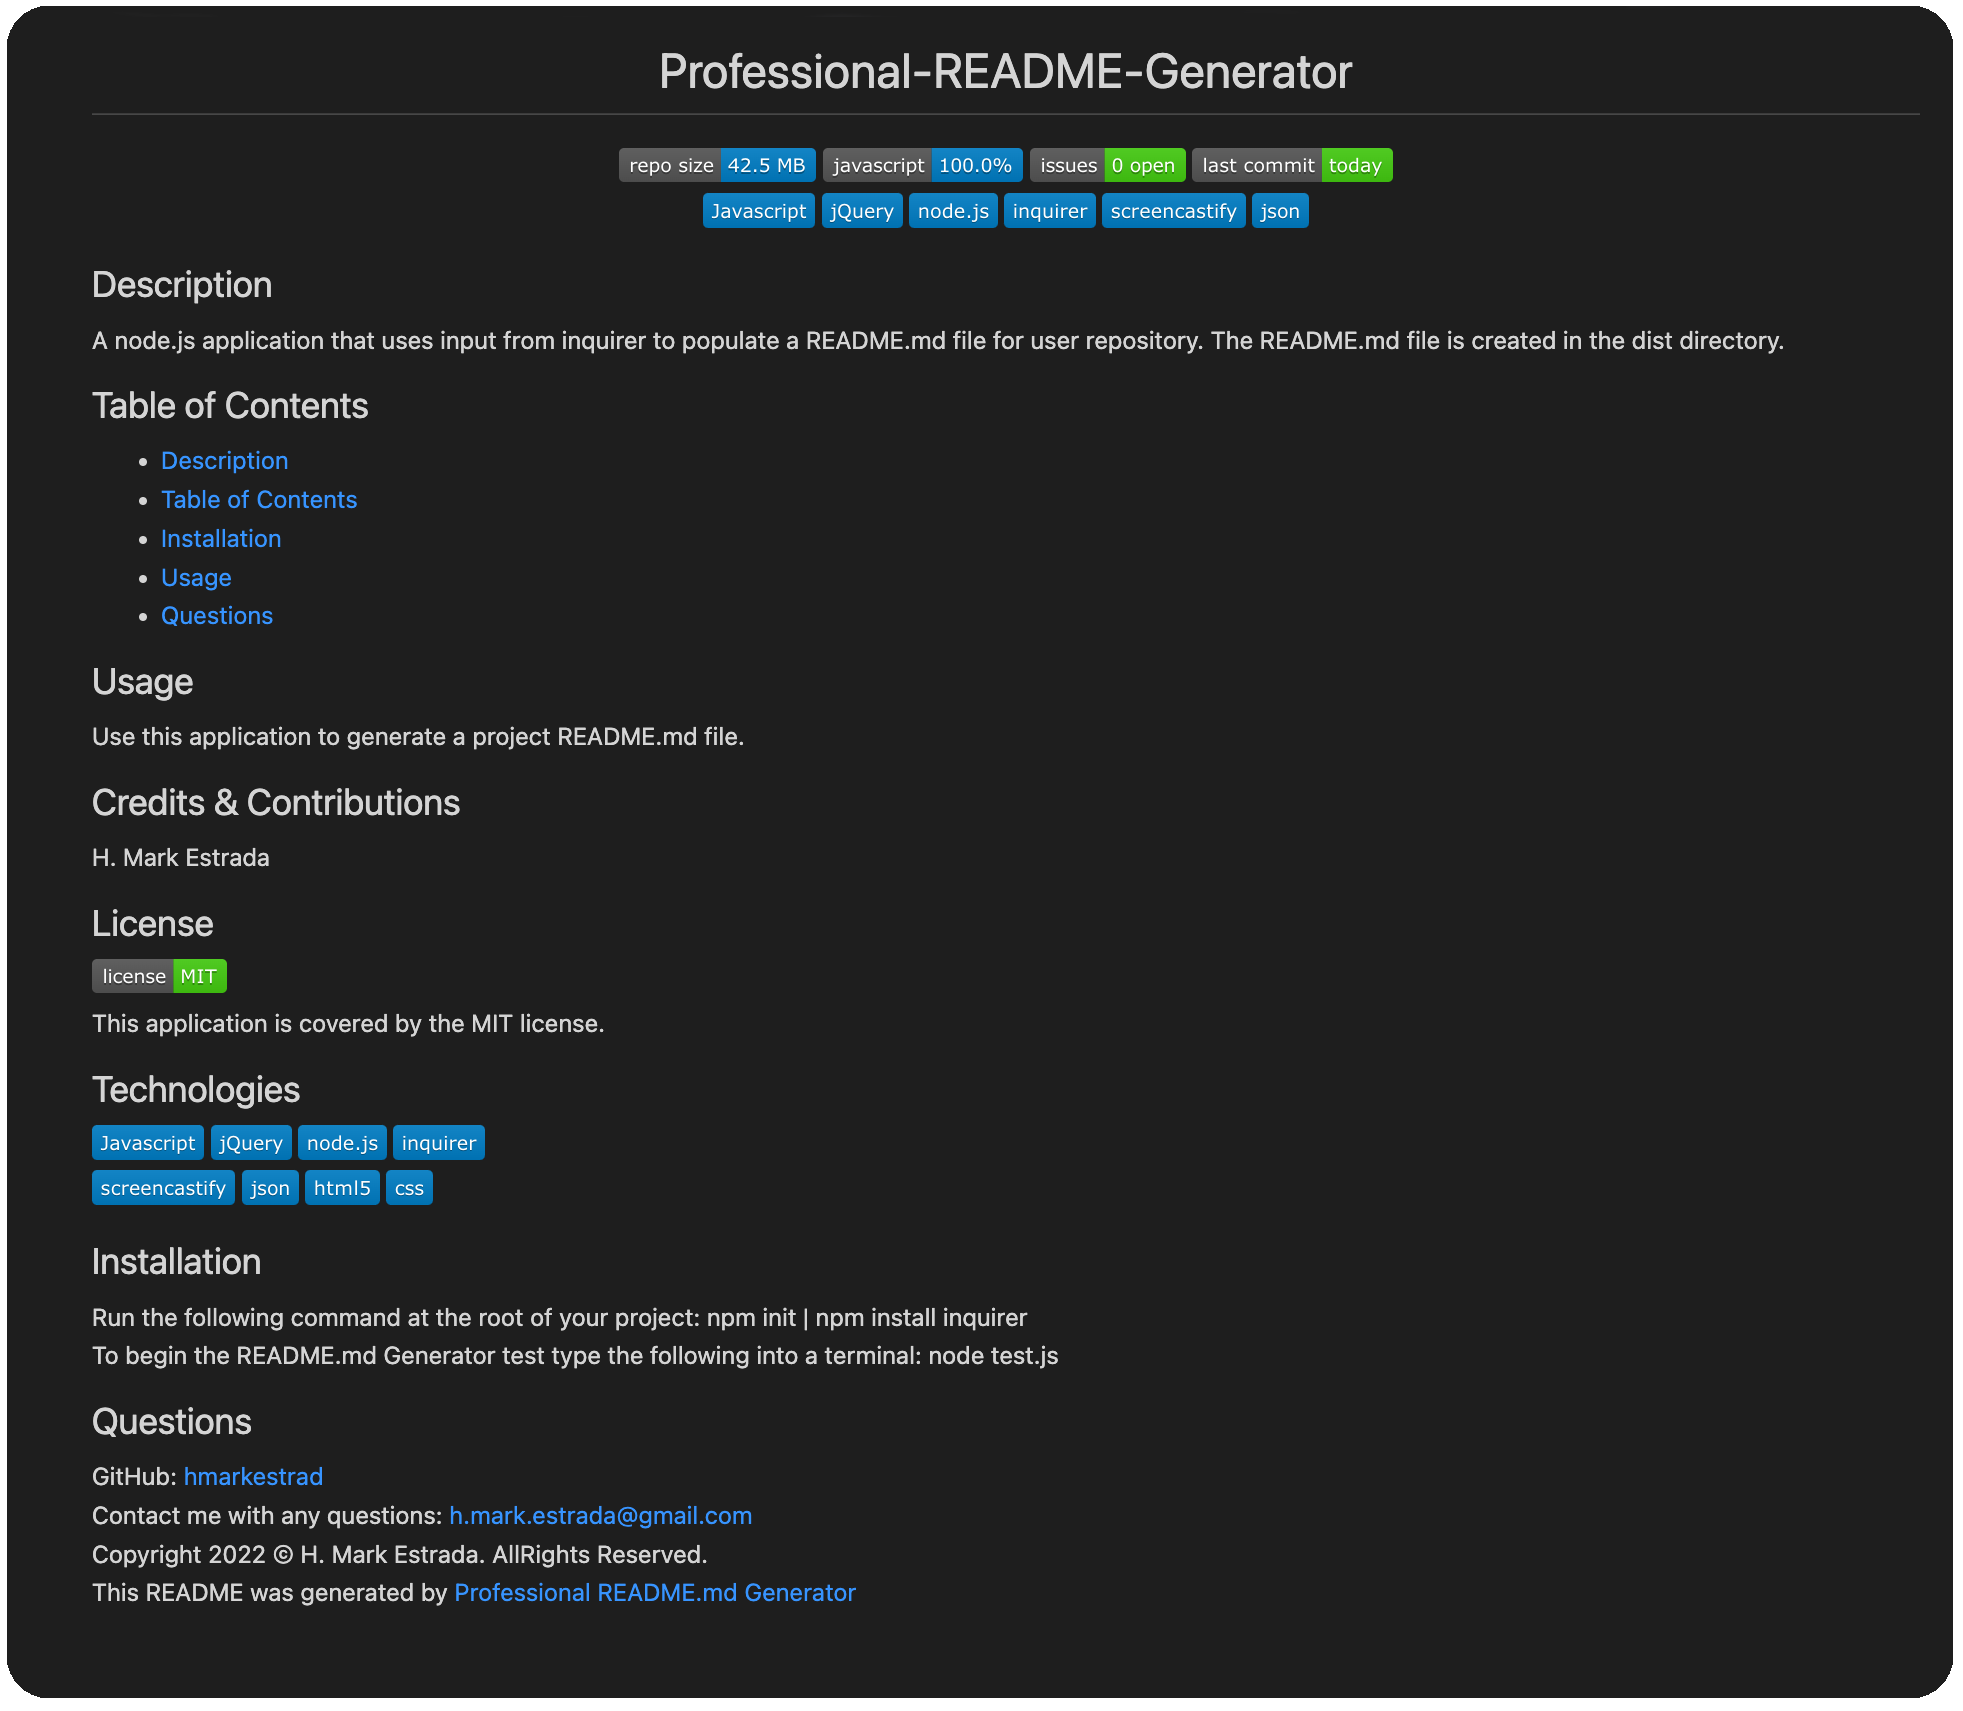 Professional-README-Generator
repo size 42.5 MB javascript 100.0% issues 0 open last commit today
Javascript jQuery node.js inquirer screencastify json
Description
A node.js application that uses input from inquirer to populate a README.md file for user repository. The README.md file is created in the dist directory.
Table of Contents
• Description
• Table of Contents
• Installation
• Usage
• Questions
Usage
Use this application to generate a project README.md file.
Credits & Contributions
H. Mark Estrada
License
license MIT
This application is covered by the MIT license.
Technologies
Javascript jQuery node.js inquirer
screencastify json html5 css
Installation
Run the following command at the root of your project: npm init | npm install inquirer
To begin the README.md Generator test type the following into a terminal: node test.js
Questions
GitHub: hmarkestrad
Contact me with any questions: h.mark.estrada@gmail.com
Copyright 2022 © H. Mark Estrada. AllRights Reserved.
This README was generated by Professional README.md Generator